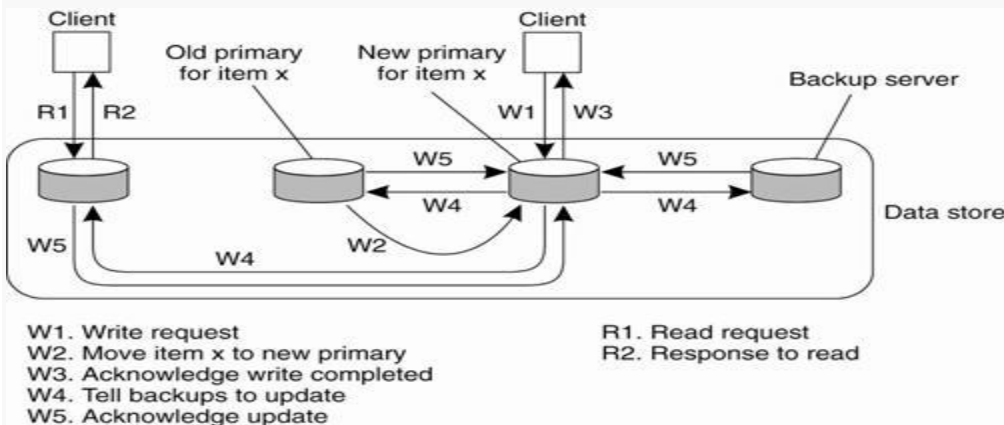 Client
Client
Old primary
for item x
New primary
for item x
Backup server
R1
R2
W1
W3
W5
W5
W4
W4
Data store
W5
W4
W2
W1. Write request
W2. Move item x to new primary
W3. Acknowledge write completed
W4. Tell backups to update
W5. Acknowledge update
R1. Read request
R2. Response to read